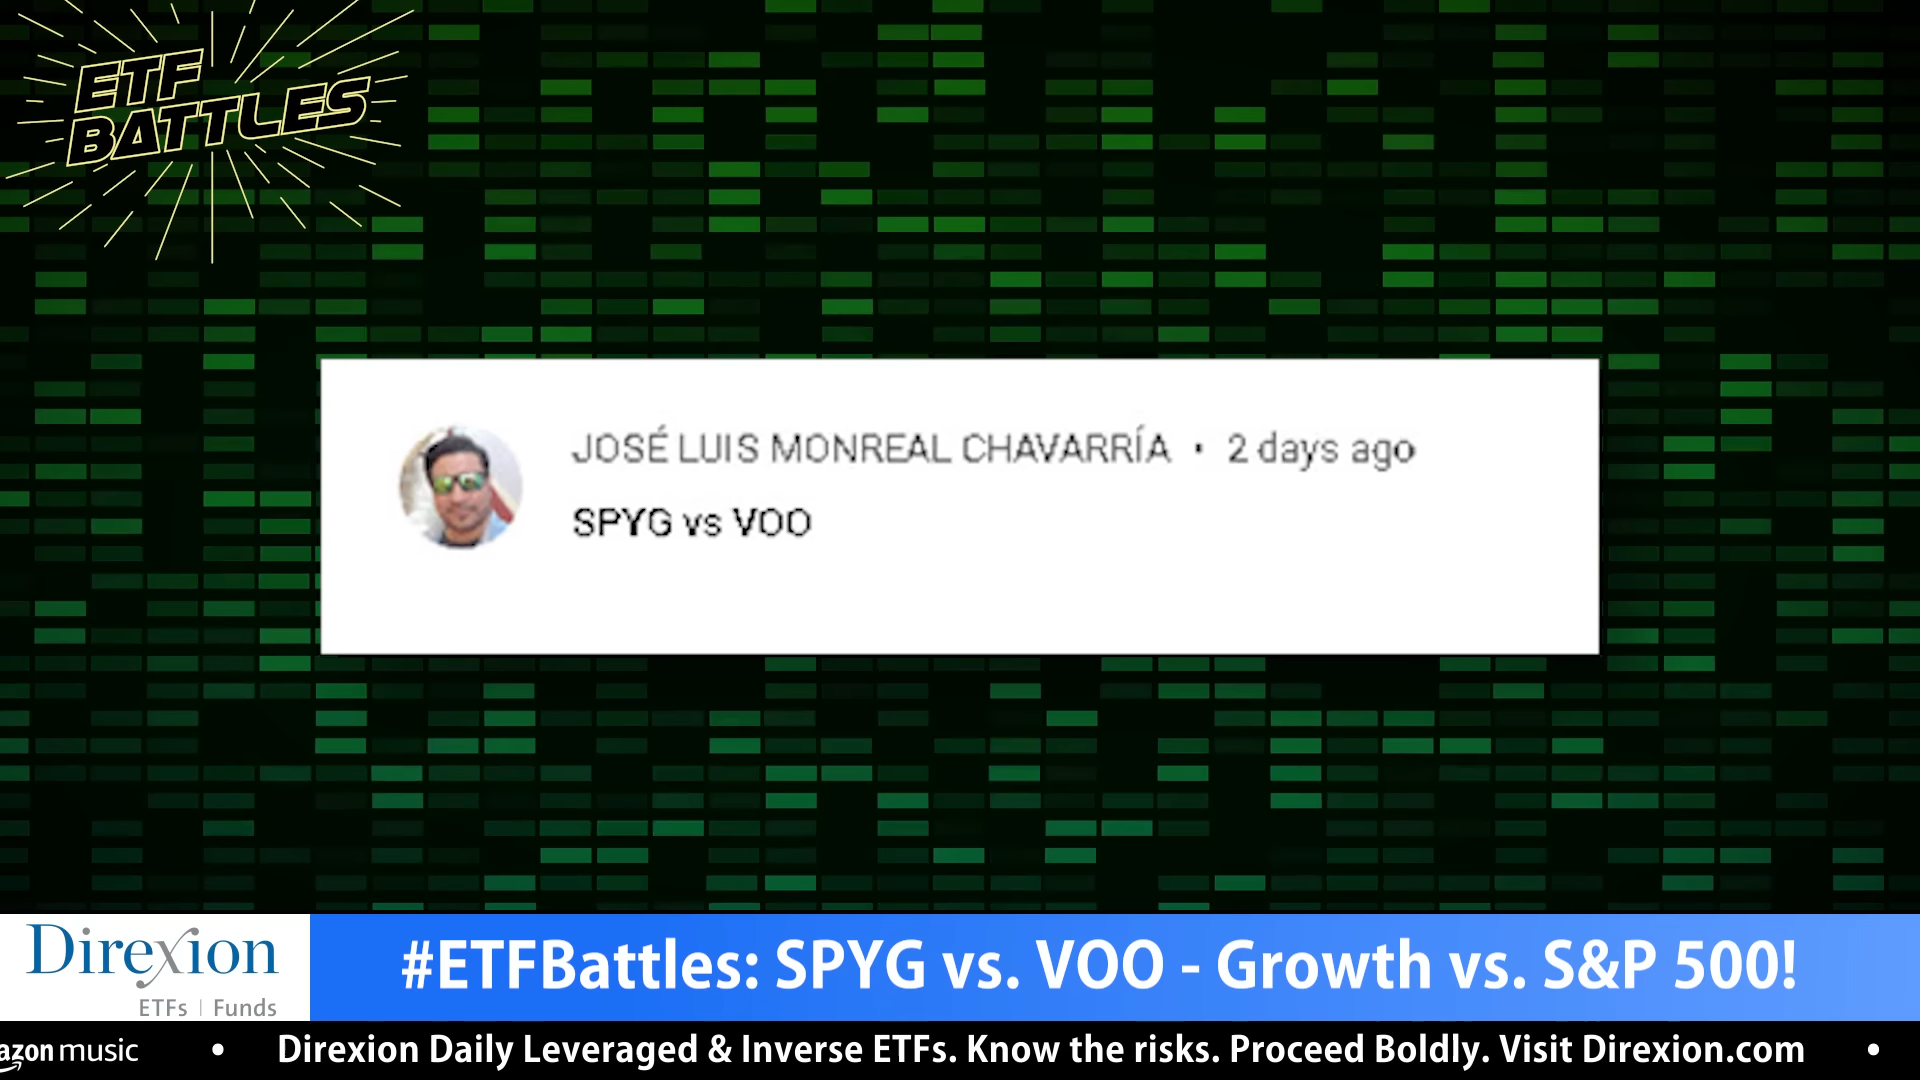 ETF
BATTLES
JOSÉ LUIS MONREAL CHAVARRÍA • 2 days ago
SPYG vs VOO
Direxion
ETFs | Funds
#ETFBattles: SPYG vs. VOO - Growth vs. S&P 500!
azon music • Direxion Daily Leveraged & Inverse ETFs. Know the risks. Proceed Boldly. Visit Direxion.com •